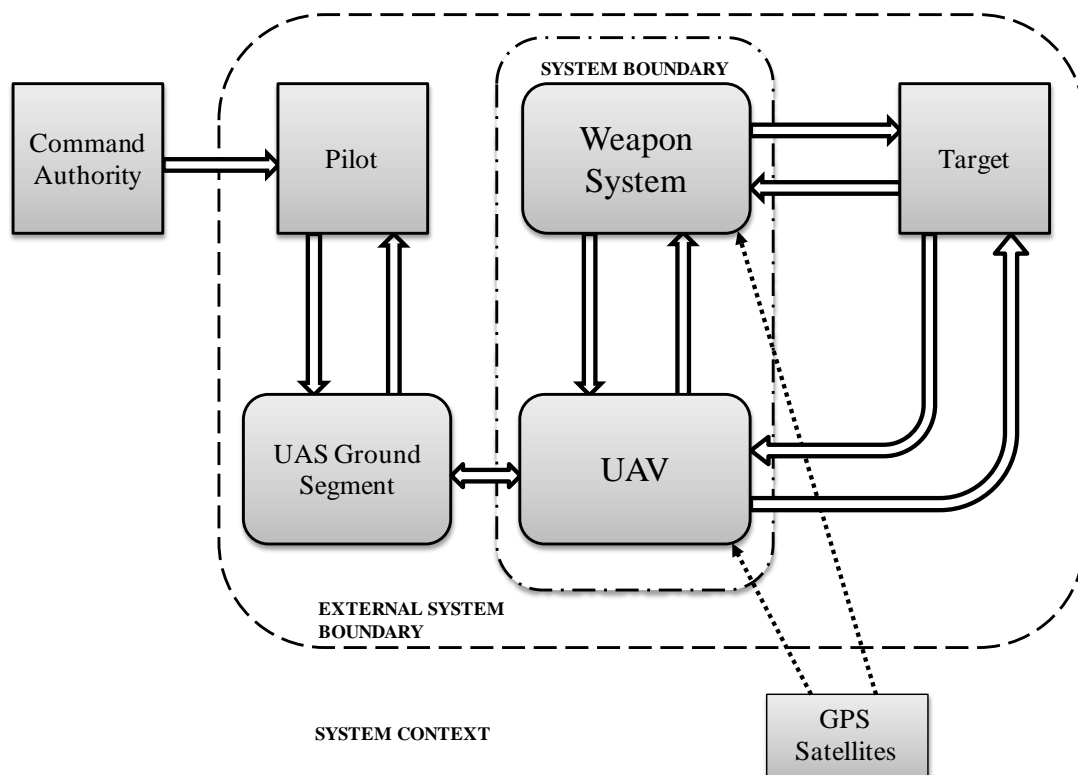 SYSTEM BOUNDARY
Command
Authority
Pilot
Weapon
System
Target
UAS Ground
Segment
UAV
EXTERNAL SYSTEM
BOUNDARY
SYSTEM CONTEXT
GPS
Satellites